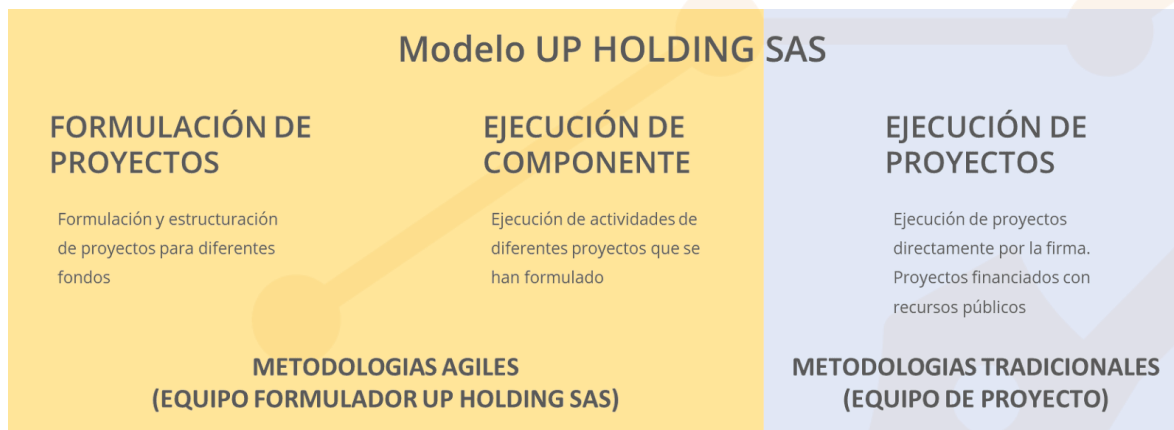 Modelo UP HOLDING SAS
FORMULACIÓN DE
PROYECTOS
Formulación y estructuración
de proyectos para diferentes
fondos
EJECUCIÓN DE
COMPONENTE
Ejecución de actividades de
diferentes proyectos que se
han formulado
EJECUCIÓN DE
PROYECTOS
Ejecución de proyectos
directamente por la firma.
Proyectos financiados con
recursos públicos
METODOLOGIAS AGILES
(EQUIPO FORMULADOR UP HOLDING SAS)
METODOLOGIAS TRADICIONALES
(EQUIPO DE PROYECTO)